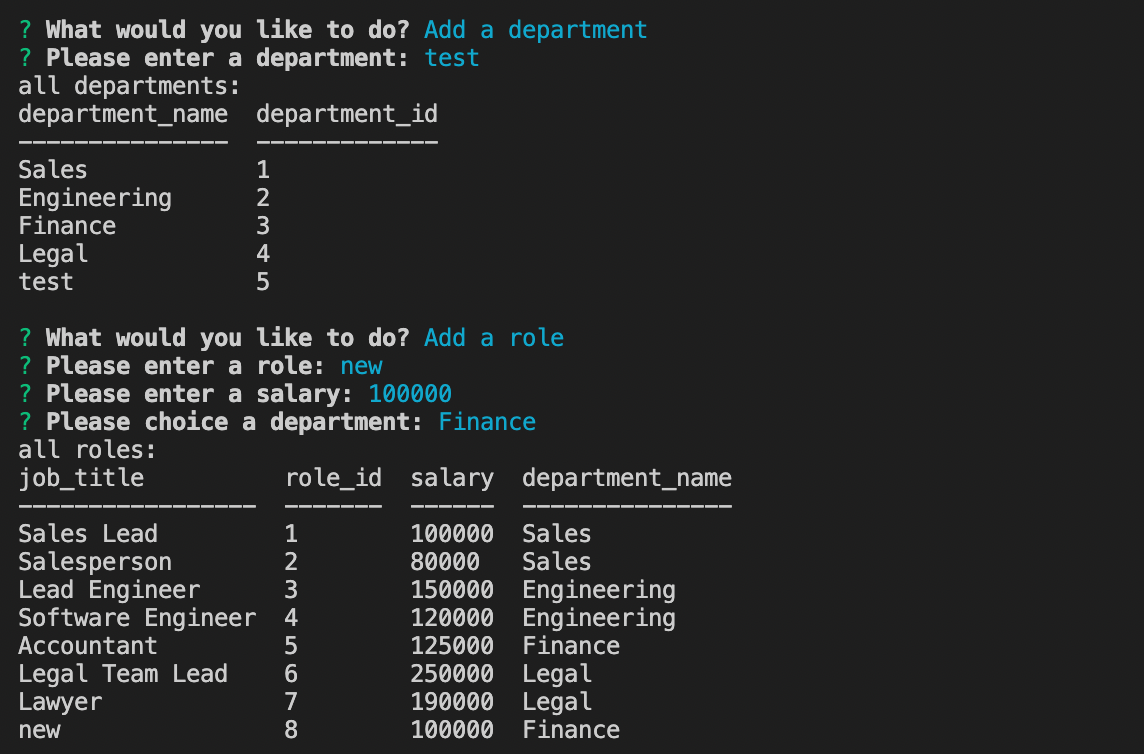 ? What would you like to do? Add a department
? Please enter a department: test
all departments:
department_name  department_id
---------------  -------------
Sales            1
Engineering      2
Finance          3
Legal            4
test             5
? What would you like to do? Add a role
? Please enter a role: new
? Please enter a salary: 100000
? Please choice a department: Finance
all roles:
job_title          role_id  salary  department_name
-----------------  -------  ------  ---------------
Sales Lead         1        100000  Sales
Salesperson        2        80000   Sales
Lead Engineer      3        150000  Engineering
Software Engineer  4        120000  Engineering
Accountant         5        125000  Finance
Legal Team Lead    6        250000  Legal
Lawyer             7        190000  Legal
new                8        100000  Finance